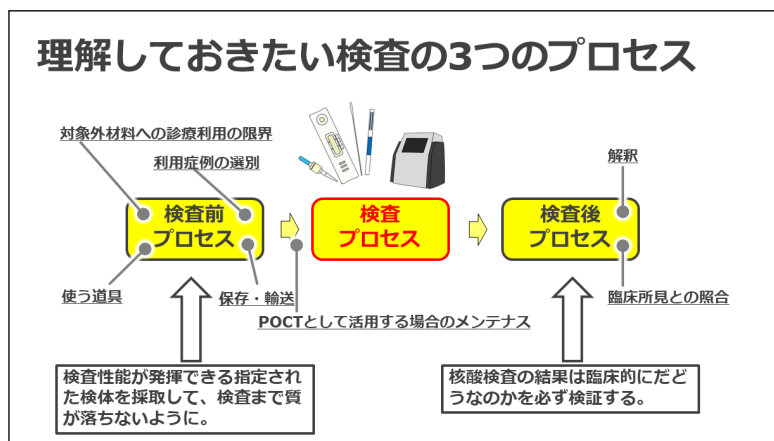 理解しておきたい検査の3つのプロセス
対象外材料への診療利用の限界
利用症例の選別
解釈
検査前
プロセス
検査
プロセス
検査後
プロセス
使う道具
保存・輸送
臨床所見との照合
POCTとして活用する場合のメンテナス
検査性能が発揮できる指定され
た検体を採取して、検査まで質
が落ちないように。
核酸検査の結果は臨床的にだど
うなのかを必ず検証する。